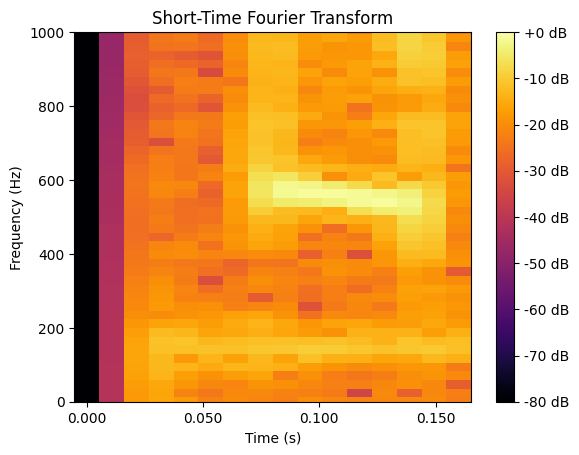 Short-Time Fourier Transform
1000
800
600
400
200
0
Frequency (Hz)
0.000
0.050
0.100
0.150
Time (s)
+0 dB
-10 dB
-20 dB
-30 dB
-40 dB
-50 dB
-60 dB
-70 dB
-80 dB